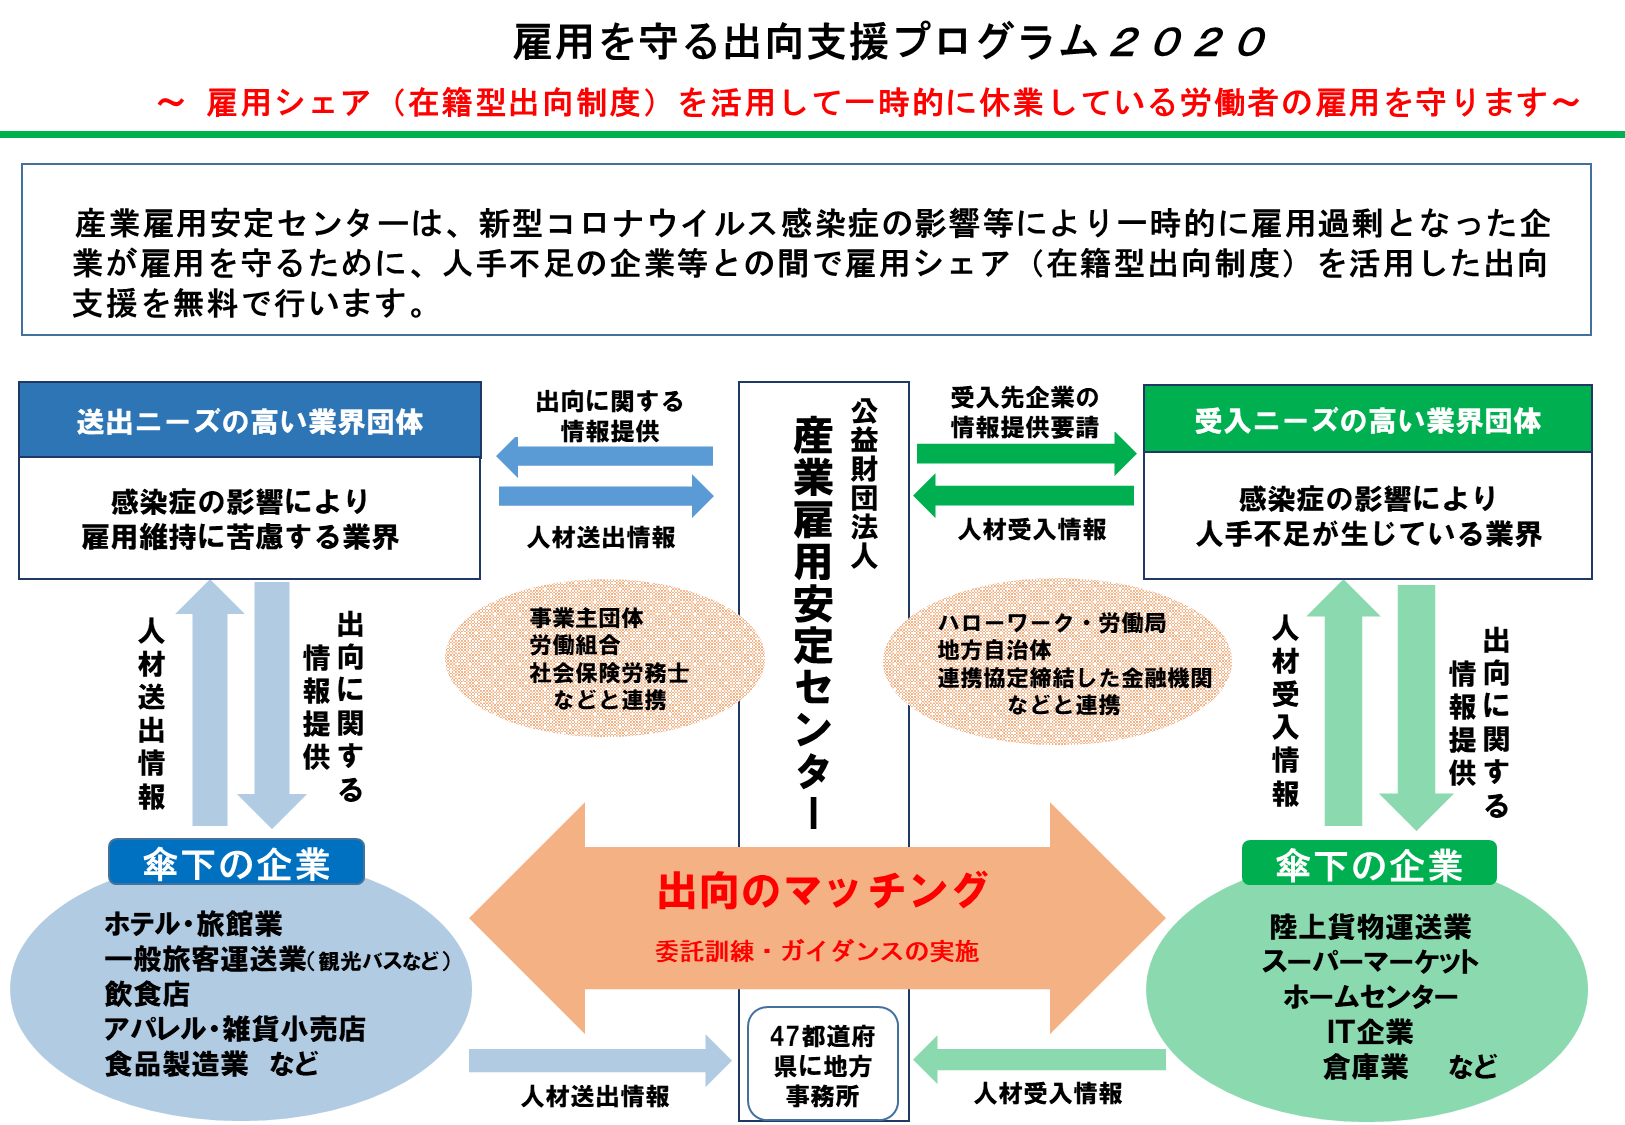 雇用を守る出向支援プログラム２０２０
～ 雇用シェア（在籍型出向制度）を活用して一時的に休業している労働者の雇用を守ります～
産業雇用安定センターは、新型コロナウイルス感染症の影響等により一時的に雇用過剰となった企
業が雇用を守るために、人手不足の企業等との間で雇用シェア（在籍型出向制度）を活用した出向
支援を無料で行います。
送出ニーズの高い業界団体
感染症の影響により
雇用維持に苦慮する業界
出向に関する
情報提供
人材送出情報
公益財団法人
産業雇用安定センター
受入先企業の
情報提供要請
人材受入情報
受入ニーズの高い業界団体
感染症の影響により
人手不足が生じている業界
事業主団体
労働組合
社会保険労務士
などと連携
ハローワーク・労働局
地方自治体
連携協定締結した金融機関
などと連携
人材送出情報
出向に関する
情報提供
人材受入情報
出向に関する
情報提供
傘下の企業
ホテル・旅館業
一般旅客運送業（観光バスなど）
飲食店
アパレル・雑貨小売店
食品製造業　など
出向のマッチング
委託訓練・ガイダンスの実施
傘下の企業
陸上貨物運送業
スーパーマーケット
ホームセンター
IT企業
倉庫業　など
人材送出情報
47都道府
県に地方
事務所
人材受入情報